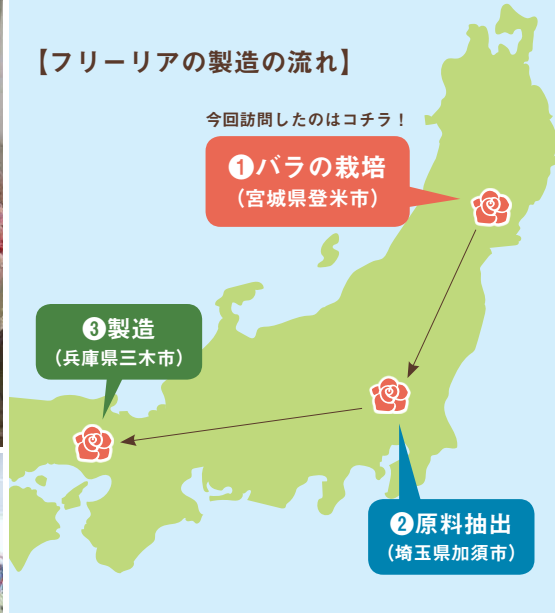 【フリーリアの製造の流れ】
今回訪問したのはコチラ！
❶バラの栽培
（宮城県登米市）
❸製造
（兵庫県三木市）
❷原料抽出
（埼玉県加須市）